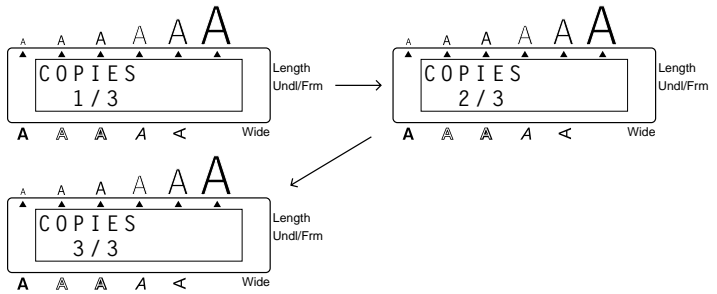 A A A A A A
COPIES
1/3
Length
Undl/Frm
A A A A A Wide
A A A A A A
COPIES
2/3
Length
Undl/Frm
A A A A A Wide
A A A A A A
COPIES
3/3
Length
Undl/Frm
A A A A A Wide